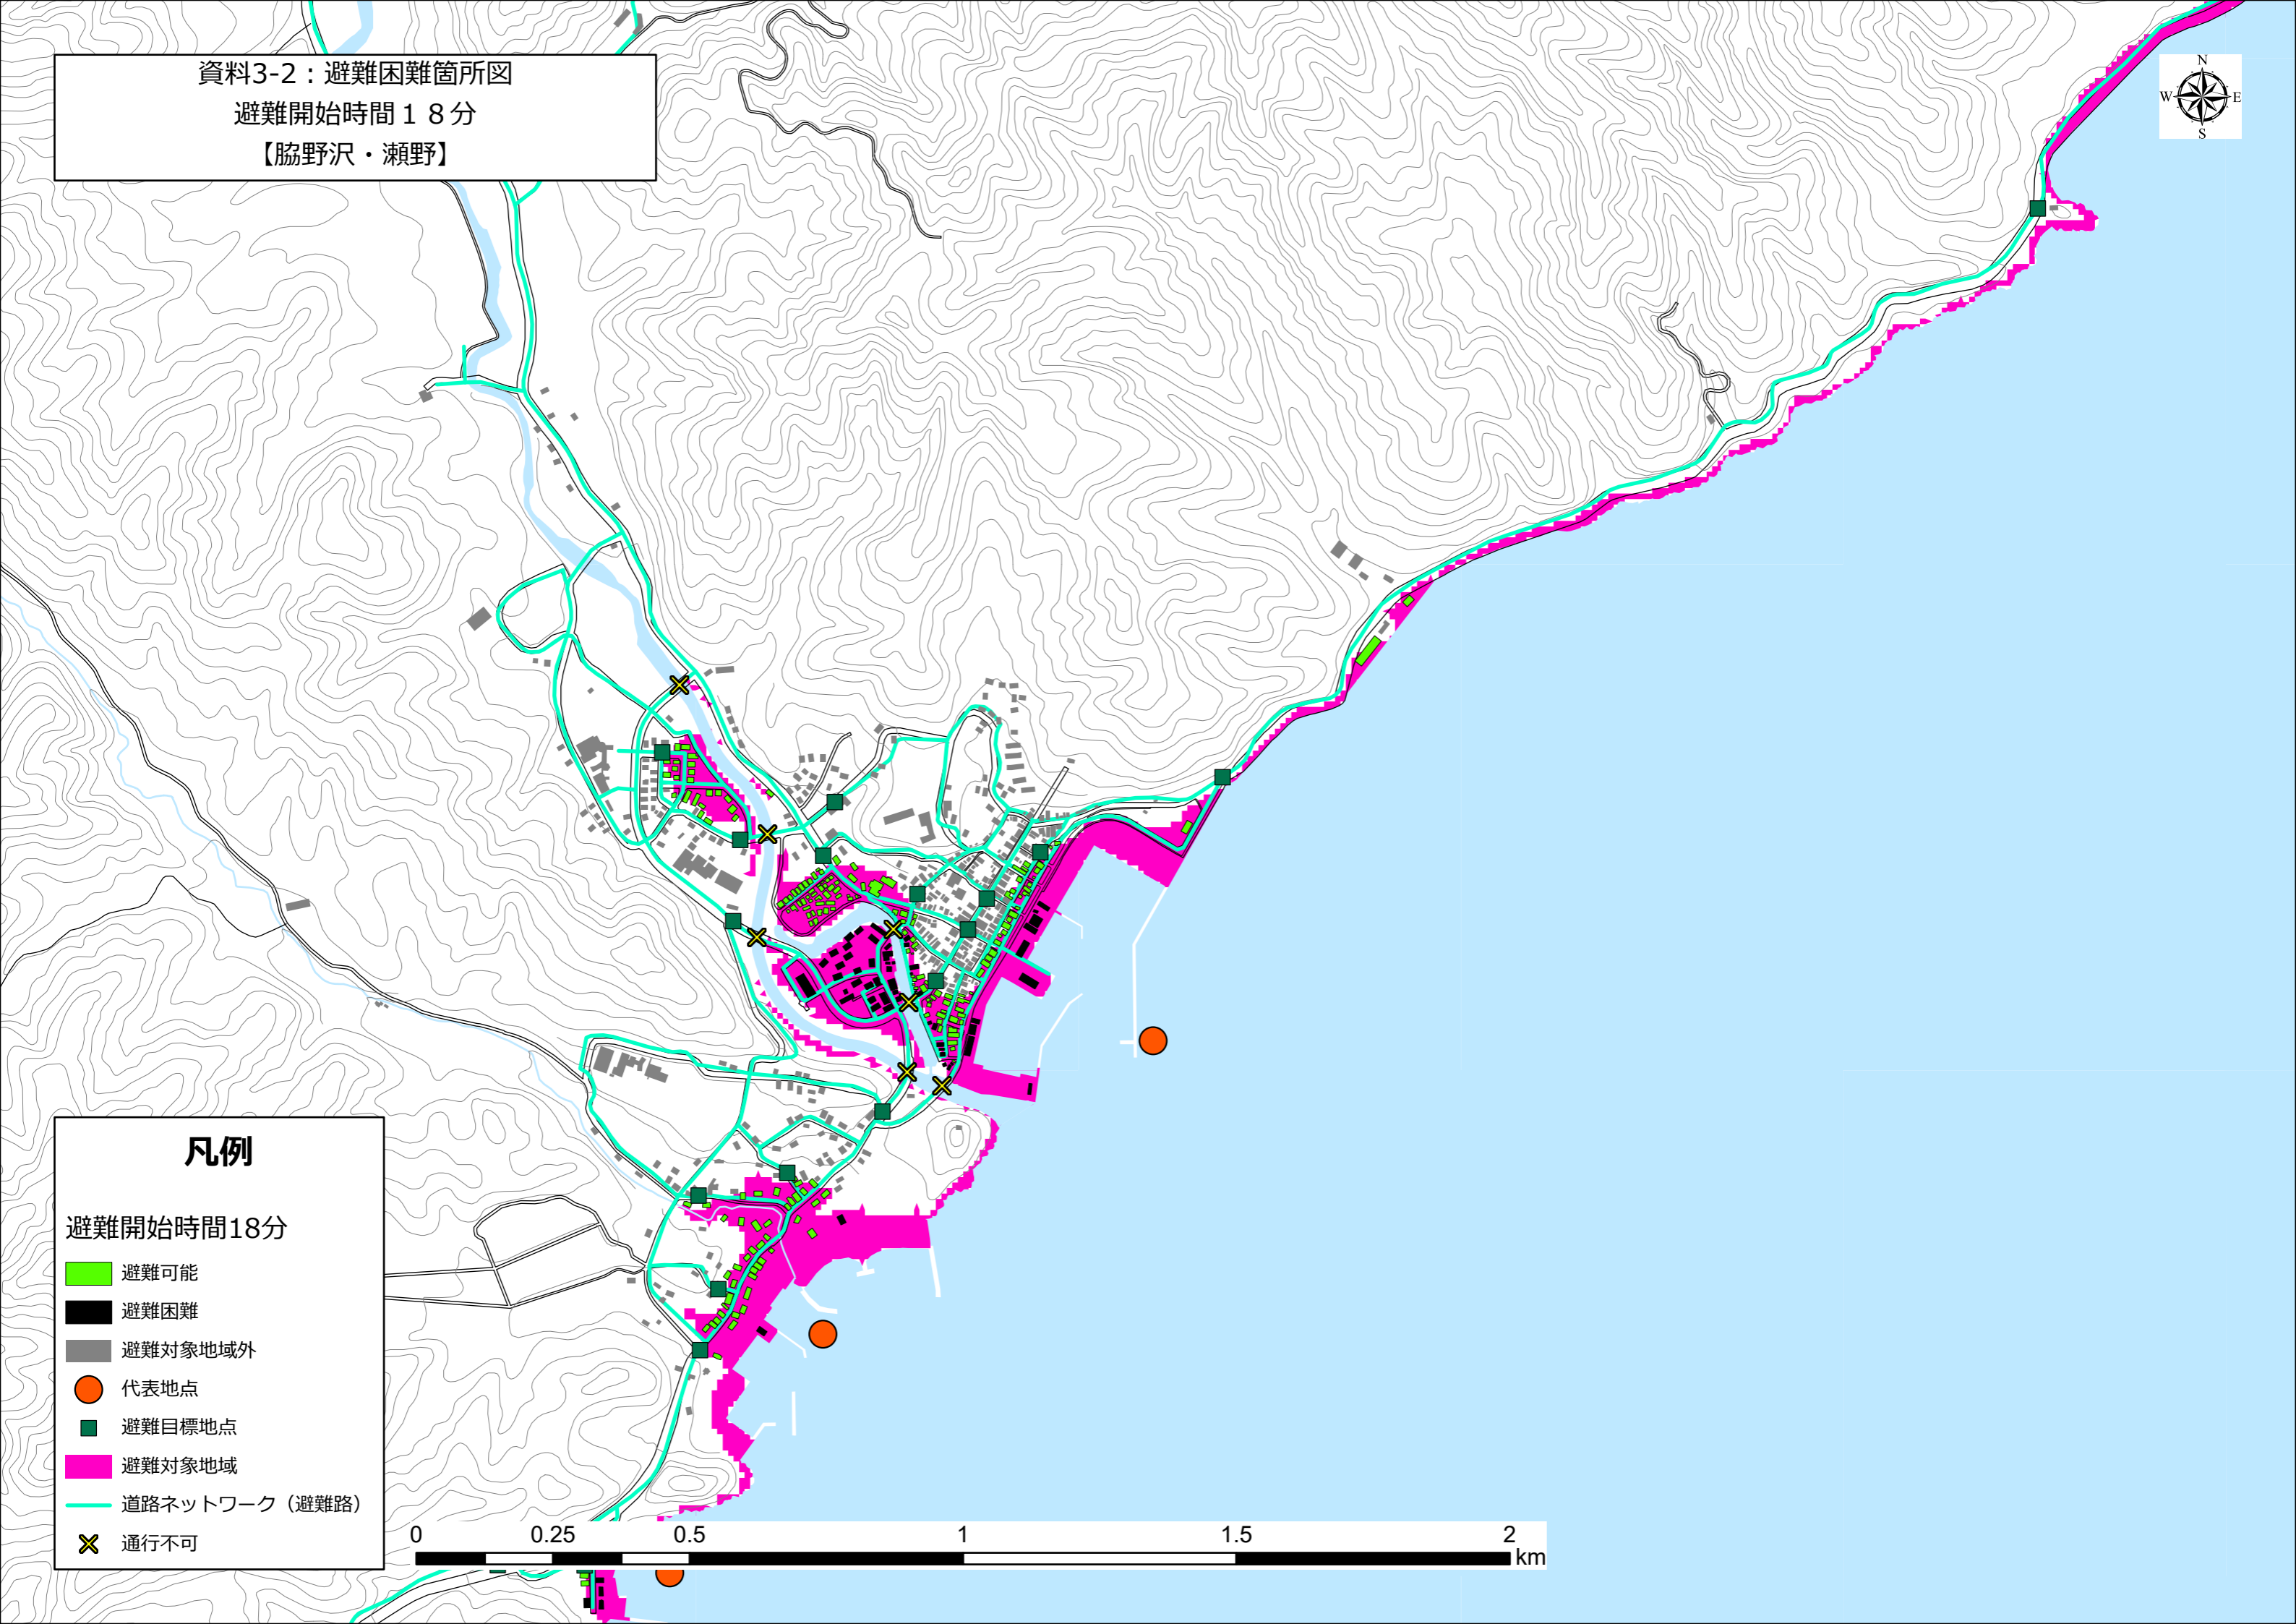 資料3-2：避難困難箇所図
避難開始時間１８分
【脇野沢・瀬野】
N
W E
S
凡例
避難開始時間18分
避難可能
避難困難
避難対象地域外
代表地点
避難目標地点
避難対象地域
道路ネットワーク（避難路）
通行不可
0 0.25 0.5 1 1.5 2
km